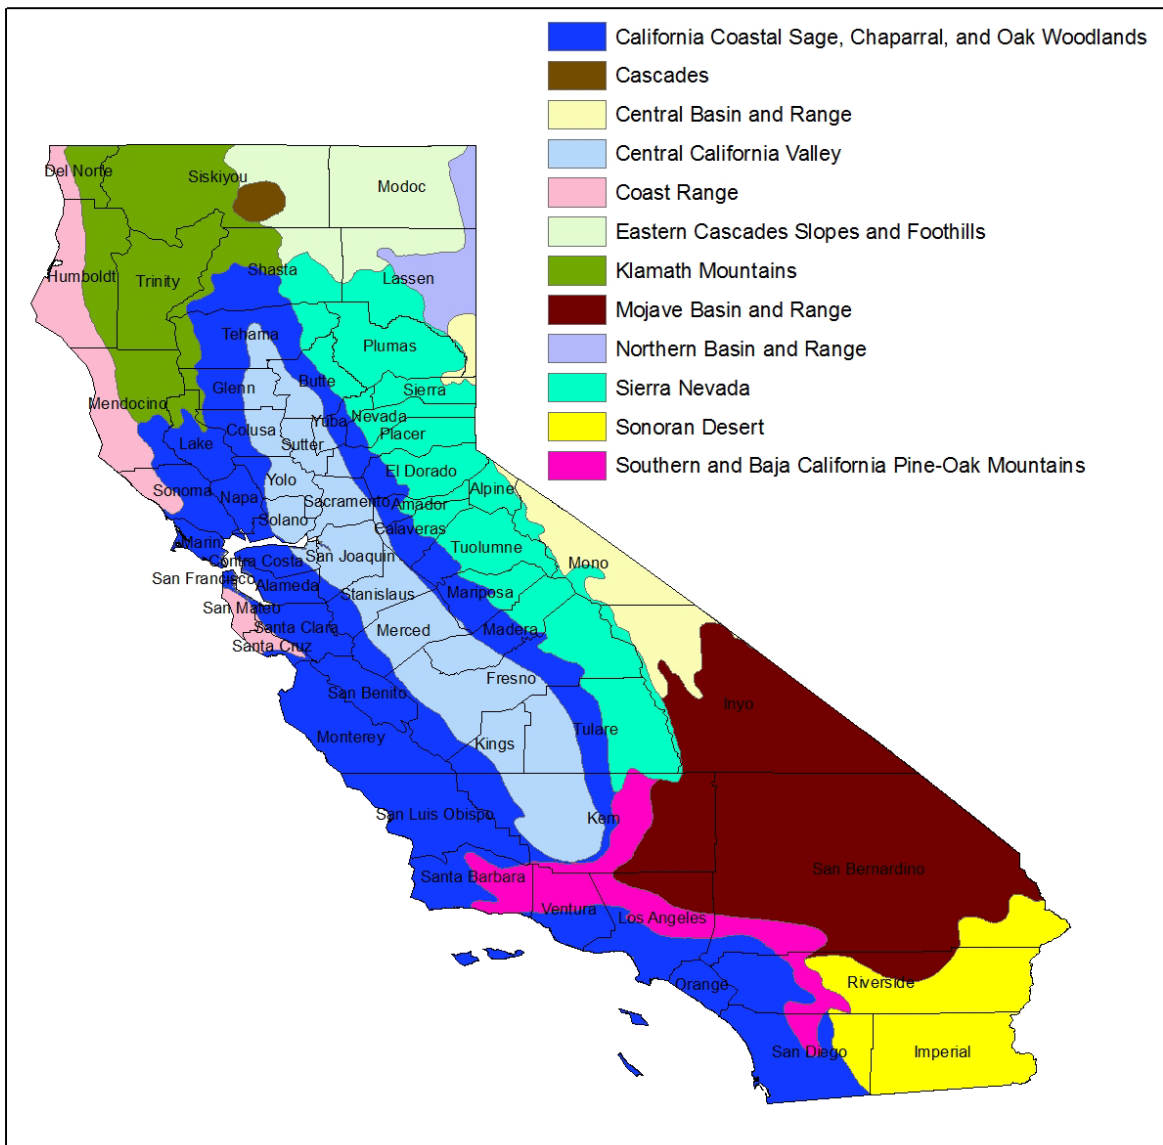 California Coastal Sage, Chaparral, and Oak Woodlands
Cascades
Central Basin and Range
Central California Valley
Coast Range
Eastern Cascades Slopes and Foothills
Klamath Mountains
Mojave Basin and Range
Northern Basin and Range
Sierra Nevada
Sonoran Desert
Southern and Baja California Pine-Oak Mountains
Del Norte
Siskiyou
Modoc
Humboldt
Trinity
Shasta
Lassen
Tehama
Plumas
Mendocino
Glenn
Butte
Sierra
Lake
Colusa
Sutter
Yuba
Nevada
Placer
Sonoma
Napa
Yolo
El Dorado
Alpine
Solano
Sacramento
Amador
Calaveras
Marin
Contra Costa
San Joaquin
Tuolumne
Mono
San Francisco
Alameda
Stanislaus
Mariposa
San Mateo
Santa Clara
Merced
Madera
Santa Cruz
San Benito
Fresno
Inyo
Monterey
Kings
Tulare
San Luis Obispo
Kern
San Bernardino
Santa Barbara
Ventura
Los Angeles
Orange
Riverside
San Diego
Imperial